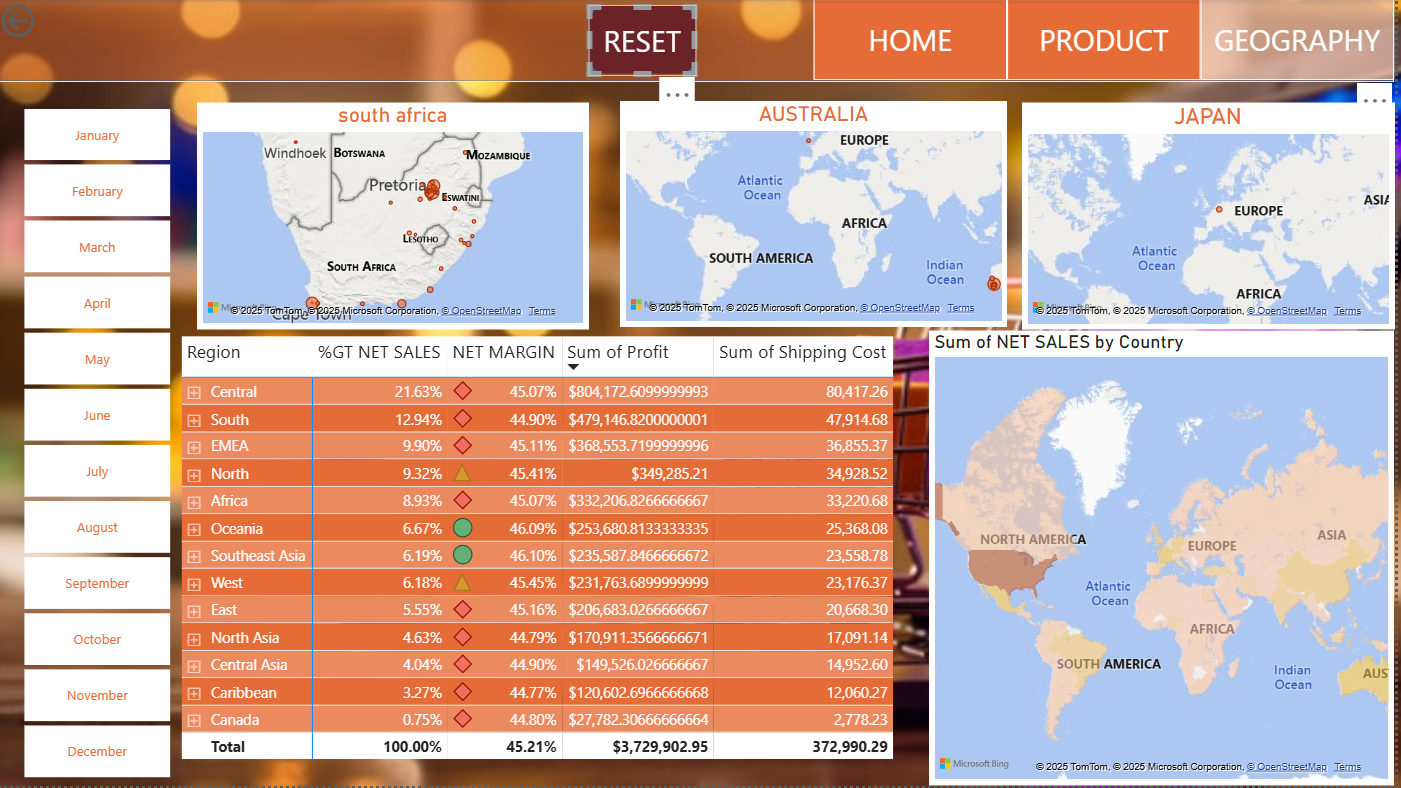 RESET
HOME
PRODUCT
GEOGRAPHY
January
February
March
April
May
June
July
August
September
October
November
December
south africa
Windhoek
BOTSWANA
MOZAMBIQUE
Pretoria
ESWATINI
LESOTHO
SOUTH AFRICA
Cape Town
Microsoft Bing
© 2025 TomTom, © 2025 Microsoft Corporation, © OpenStreetMap Terms
AUSTRALIA
EUROPE
Atlantic
Ocean
AFRICA
SOUTH AMERICA
Indian
Ocean
Microsoft Bing
© 2025 TomTom, © 2025 Microsoft Corporation, © OpenStreetMap Terms
JAPAN
ASIA
EUROPE
Atlantic
Ocean
AFRICA
Microsoft Bing
© 2025 TomTom, © 2025 Microsoft Corporation, © OpenStreetMap Terms
Region %GT NET SALES NET MARGIN Sum of Profit Sum of Shipping Cost
Central 21.63% 45.07% $804,172.6099999993 80,417.26
South 12.94% 44.90% $479,146.8200000001 47,914.68
EMEA 9.90% 45.11% $368,553.7199999996 36,855.37
North 9.32% 45.41% $349,285.21 34,928.52
Africa 8.93% 45.07% $332,206.8266666667 33,220.68
Oceania 6.67% 46.09% $253,680.8133333335 25,368.08
Southeast Asia 6.19% 46.10% $235,587.8466666672 23,558.78
West 6.18% 45.45% $231,763.6899999999 23,176.37
East 5.55% 45.16% $206,683.0266666667 20,668.30
North Asia 4.63% 44.79% $170,911.3566666671 17,091.14
Central Asia 4.04% 44.90% $149,526.026666667 14,952.60
Caribbean 3.27% 44.77% $120,602.6966666668 12,060.27
Canada 0.75% 44.80% $27,782.30666666664 2,778.23
Total 100.00% 45.21% $3,729,902.95 372,990.29
Sum of NET SALES by Country
NORTH AMERICA
EUROPE
ASIA
Atlantic
Ocean
AFRICA
SOUTH AMERICA
Indian
Ocean
AUS
Microsoft Bing
© 2025 TomTom, © 2025 Microsoft Corporation, © OpenStreetMap Terms